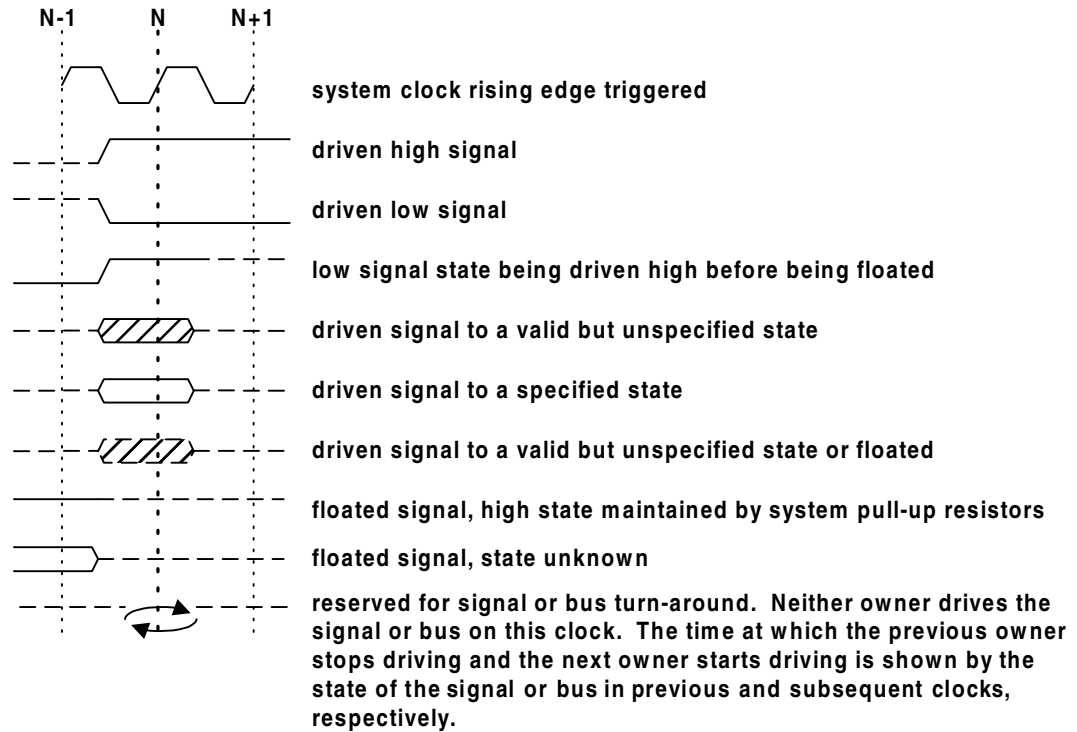 N-1 N N+1
system clock rising edge triggered
driven high signal
driven low signal
low signal state being driven high before being floated
driven signal to a valid but unspecified state
driven signal to a specified state
driven signal to a valid but unspecified state or floated
floated signal, high state maintained by system pull-up resistors
floated signal, state unknown
reserved for signal or bus turn-around. Neither owner drives the
signal or bus on this clock. The time at which the previous owner
stops driving and the next owner starts driving is shown by the
state of the signal or bus in previous and subsequent clocks,
respectively.